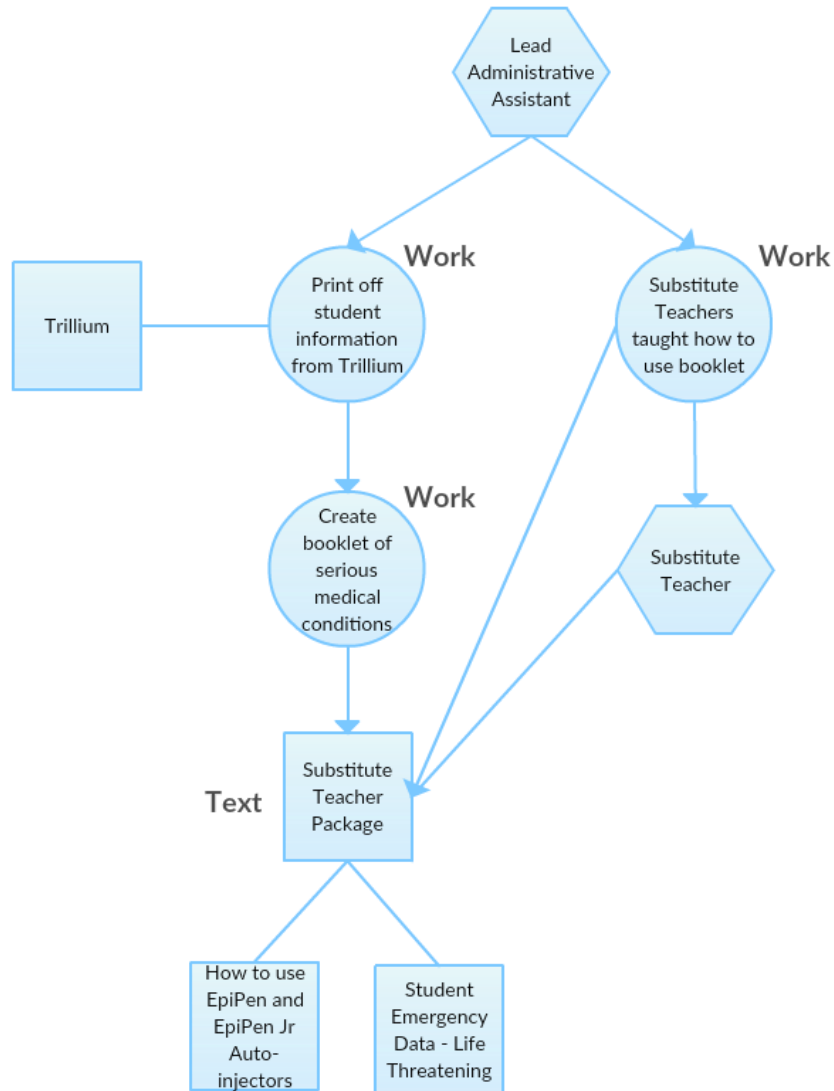 Lead
Administrative
Assistant
Work
Work
Trillium
Print off
student
information
from Trillium
Substitute
Teachers
taught how to
use booklet
Work
Create
booklet of
serious
medical
conditions
Substitute
Teacher
Text
Substitute
Teacher
Package
How to use
EpiPen and
EpiPen Jr
Auto-
injectors
Student
Emergency
Data - Life
Threatening